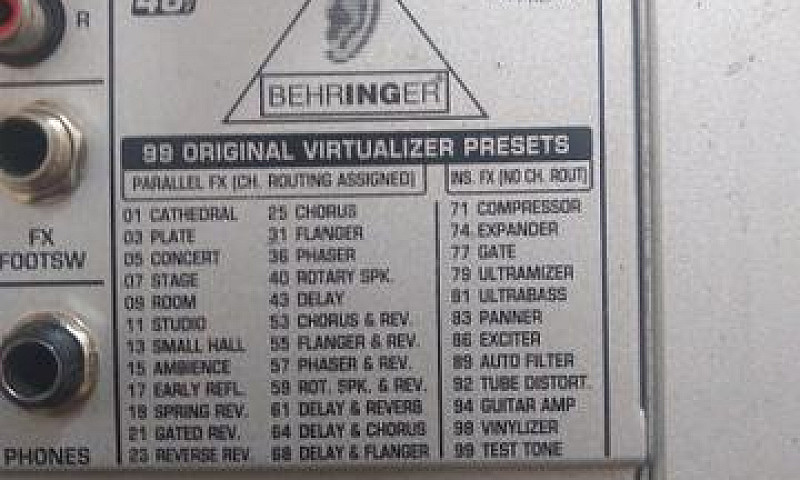 R
BEHRINGER
99 ORIGINAL VIRTUALIZER PRESETS
PARALLEL FX (CH. ROUTING ASSIGNED)
INS. FX (NO CH. ROUT)
01 CATHEDRAL
03 PLATE
05 CONCERT
07 STAGE
09 ROOM
11 STUDIO
13 SMALL HALL
15 AMBIENCE
17 EARLY REFL.
19 SPRING REV.
21 GATED REV.
23 REVERSE REV.
25 CHORUS
31 FLANGER
36 PHASER
40 ROTARY SPK.
43 DELAY
53 CHORUS & REV.
55 FLANGER & REV.
57 PHASER & REV.
59 ROT. SPK. & REV.
61 DELAY & REVERB
64 DELAY & CHORUS
68 DELAY & FLANGER
71 COMPRESSOR
74 EXPANDER
77 GATE
79 ULTRAMIZER
81 ULTRABASS
83 PANNER
86 EXCITER
89 AUTO FILTER
92 TUBE DISTORT.
94 GUITAR AMP
98 VINYLIZER
99 TEST TONE
FX
FOOTSW
PHONES